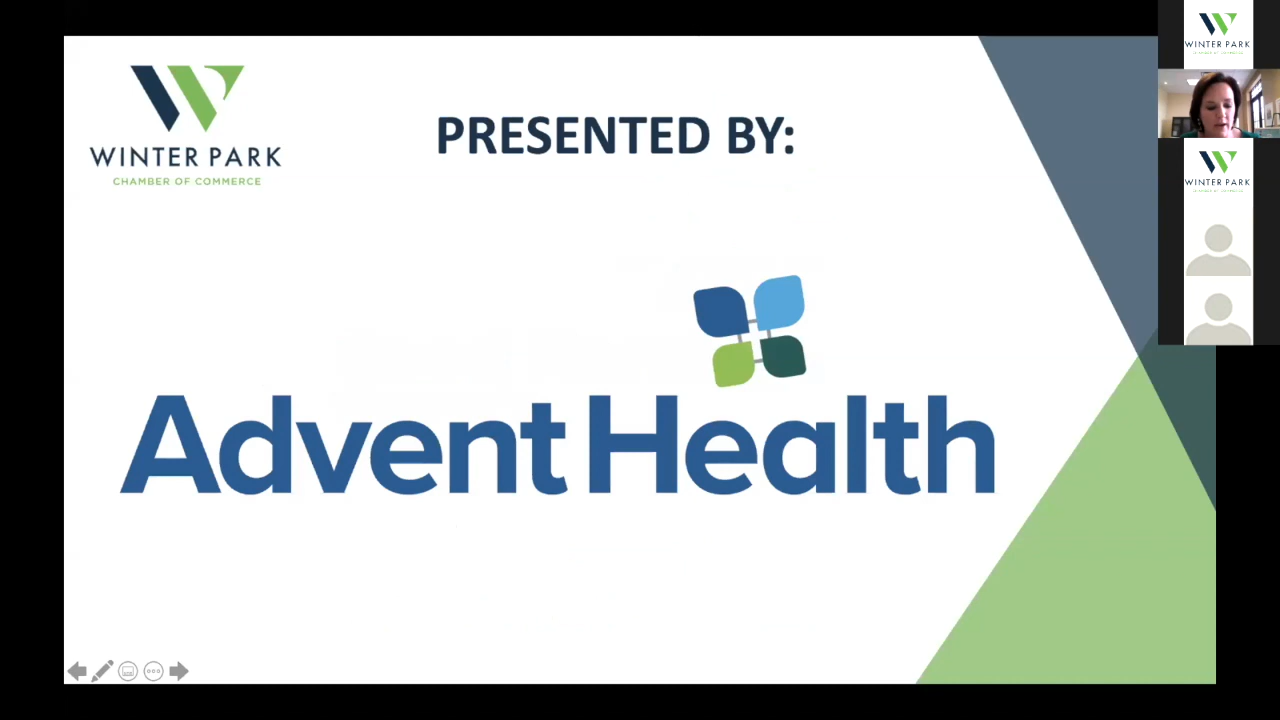 WINTER PARK
CHAMBER OF COMMERCE
PRESENTED BY:
AdventHealth
WINTER PARK
WINTER PARK